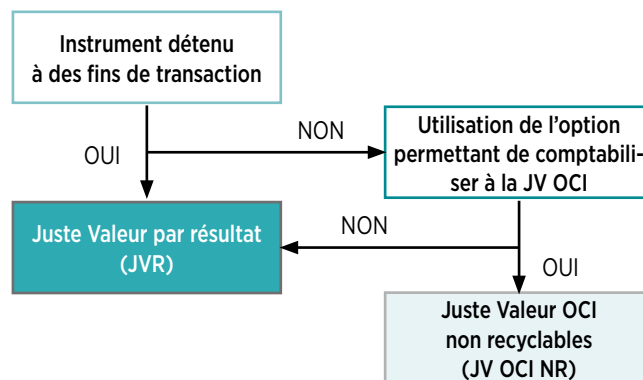 Instrument détenu
à des fins de transaction
NON
OUI
Utilisation de l'option
permettant de comptabili-
ser à la JV OCI
Juste Valeur par résultat
(JVR)
NON
OUI
Juste Valeur OCI
non recyclables
(JV OCI NR)